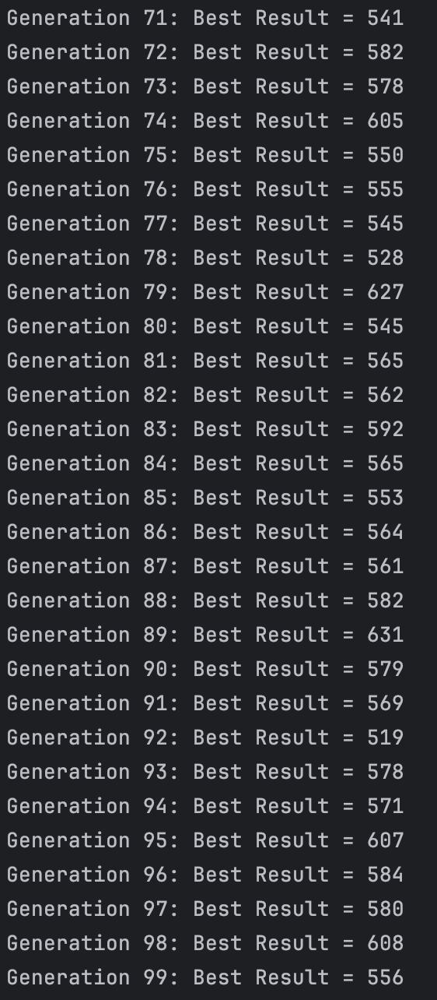 Generation 71: Best Result = 541
Generation 72: Best Result = 582
Generation 73: Best Result = 578
Generation 74: Best Result = 605
Generation 75: Best Result = 550
Generation 76: Best Result = 555
Generation 77: Best Result = 545
Generation 78: Best Result = 528
Generation 79: Best Result = 627
Generation 80: Best Result = 545
Generation 81: Best Result = 565
Generation 82: Best Result = 562
Generation 83: Best Result = 592
Generation 84: Best Result = 565
Generation 85: Best Result = 553
Generation 86: Best Result = 564
Generation 87: Best Result = 561
Generation 88: Best Result = 582
Generation 89: Best Result = 631
Generation 90: Best Result = 579
Generation 91: Best Result = 569
Generation 92: Best Result = 519
Generation 93: Best Result = 578
Generation 94: Best Result = 571
Generation 95: Best Result = 607
Generation 96: Best Result = 584
Generation 97: Best Result = 580
Generation 98: Best Result = 608
Generation 99: Best Result = 556